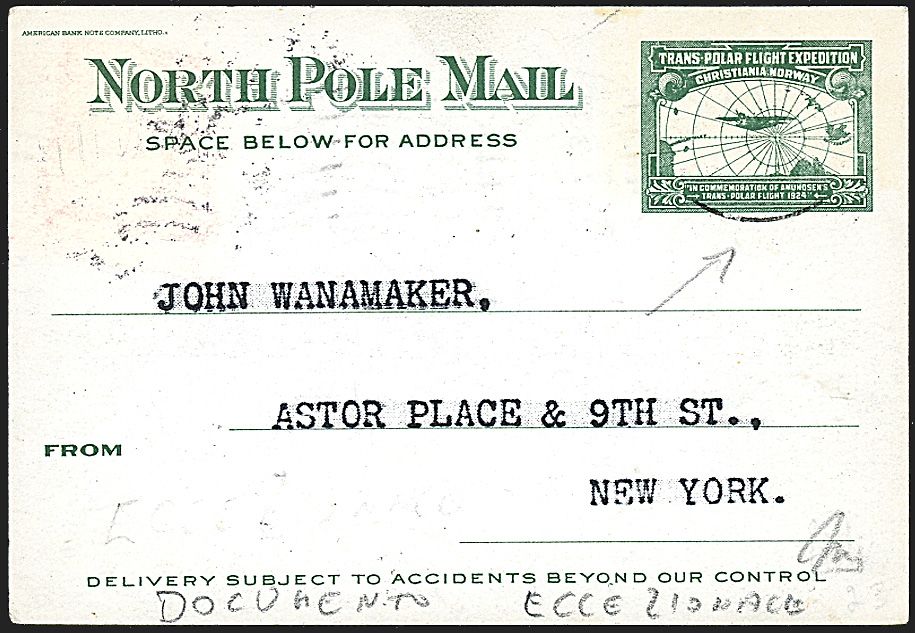 AMERICAN BANK NOTE COMPANY, LITHO.
NORTH POLE MAIL
SPACE BELOW FOR ADDRESS
TRANS-POLAR FLIGHT EXPEDITION
CHRISTIANIA, NORWAY
"IN COMMEMORATION OF AMUNDSEN'S
TRANS-POLAR FLIGHT 1924"
JOHN WANAMAKER,
ASTOR PLACE & 9TH ST.,
FROM
NEW YORK.
DELIVERY SUBJECT TO ACCIDENTS BEYOND OUR CONTROL
DOCUMENTO ECCEZIONALE